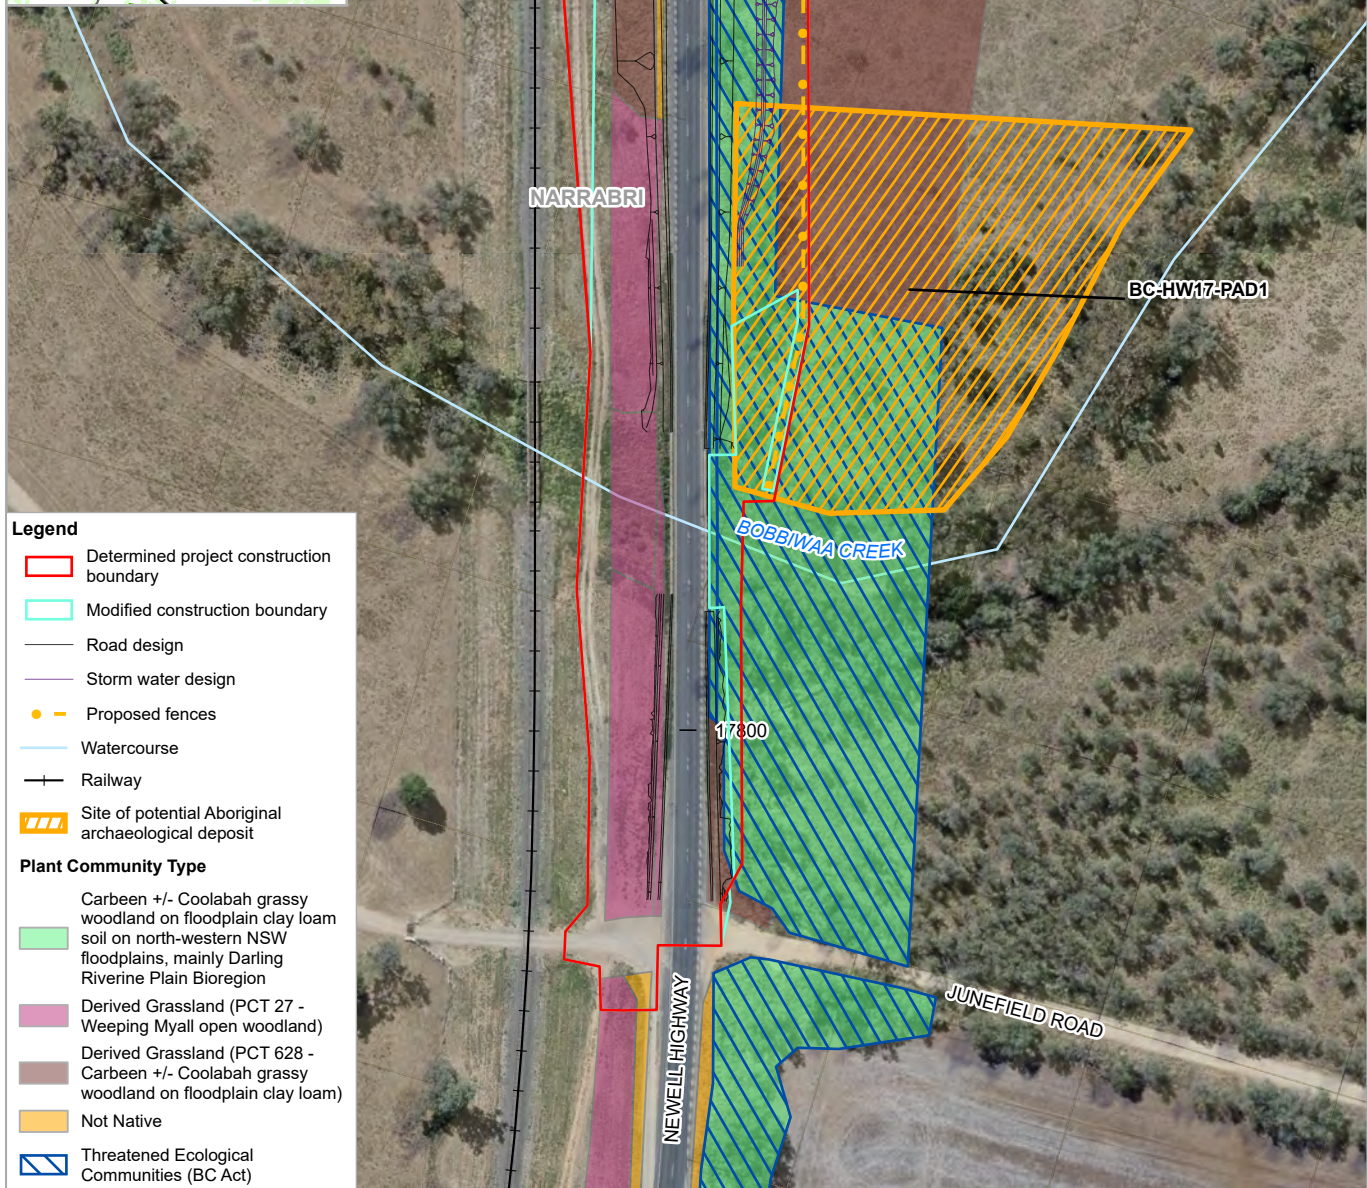 NARRABRI
BC-HW17-PAD1
BOBBIWAA CREEK
17800
JUNEFIELD ROAD
NEWELL HIGHWAY
Legend
Determined project construction
boundary
Modified construction boundary
Road design
Storm water design
Proposed fences
Watercourse
Railway
Site of potential Aboriginal
archaeological deposit
Plant Community Type
Carbeen +/- Coolabah grassy
woodland on floodplain clay loam
soil on north-western NSW
floodplains, mainly Darling
Riverine Plain Bioregion
Derived Grassland (PCT 27 -
Weeping Myall open woodland)
Derived Grassland (PCT 628 -
Carbeen +/- Coolabah grassy
woodland on floodplain clay loam)
Not Native
Threatened Ecological
Communities (BC Act)